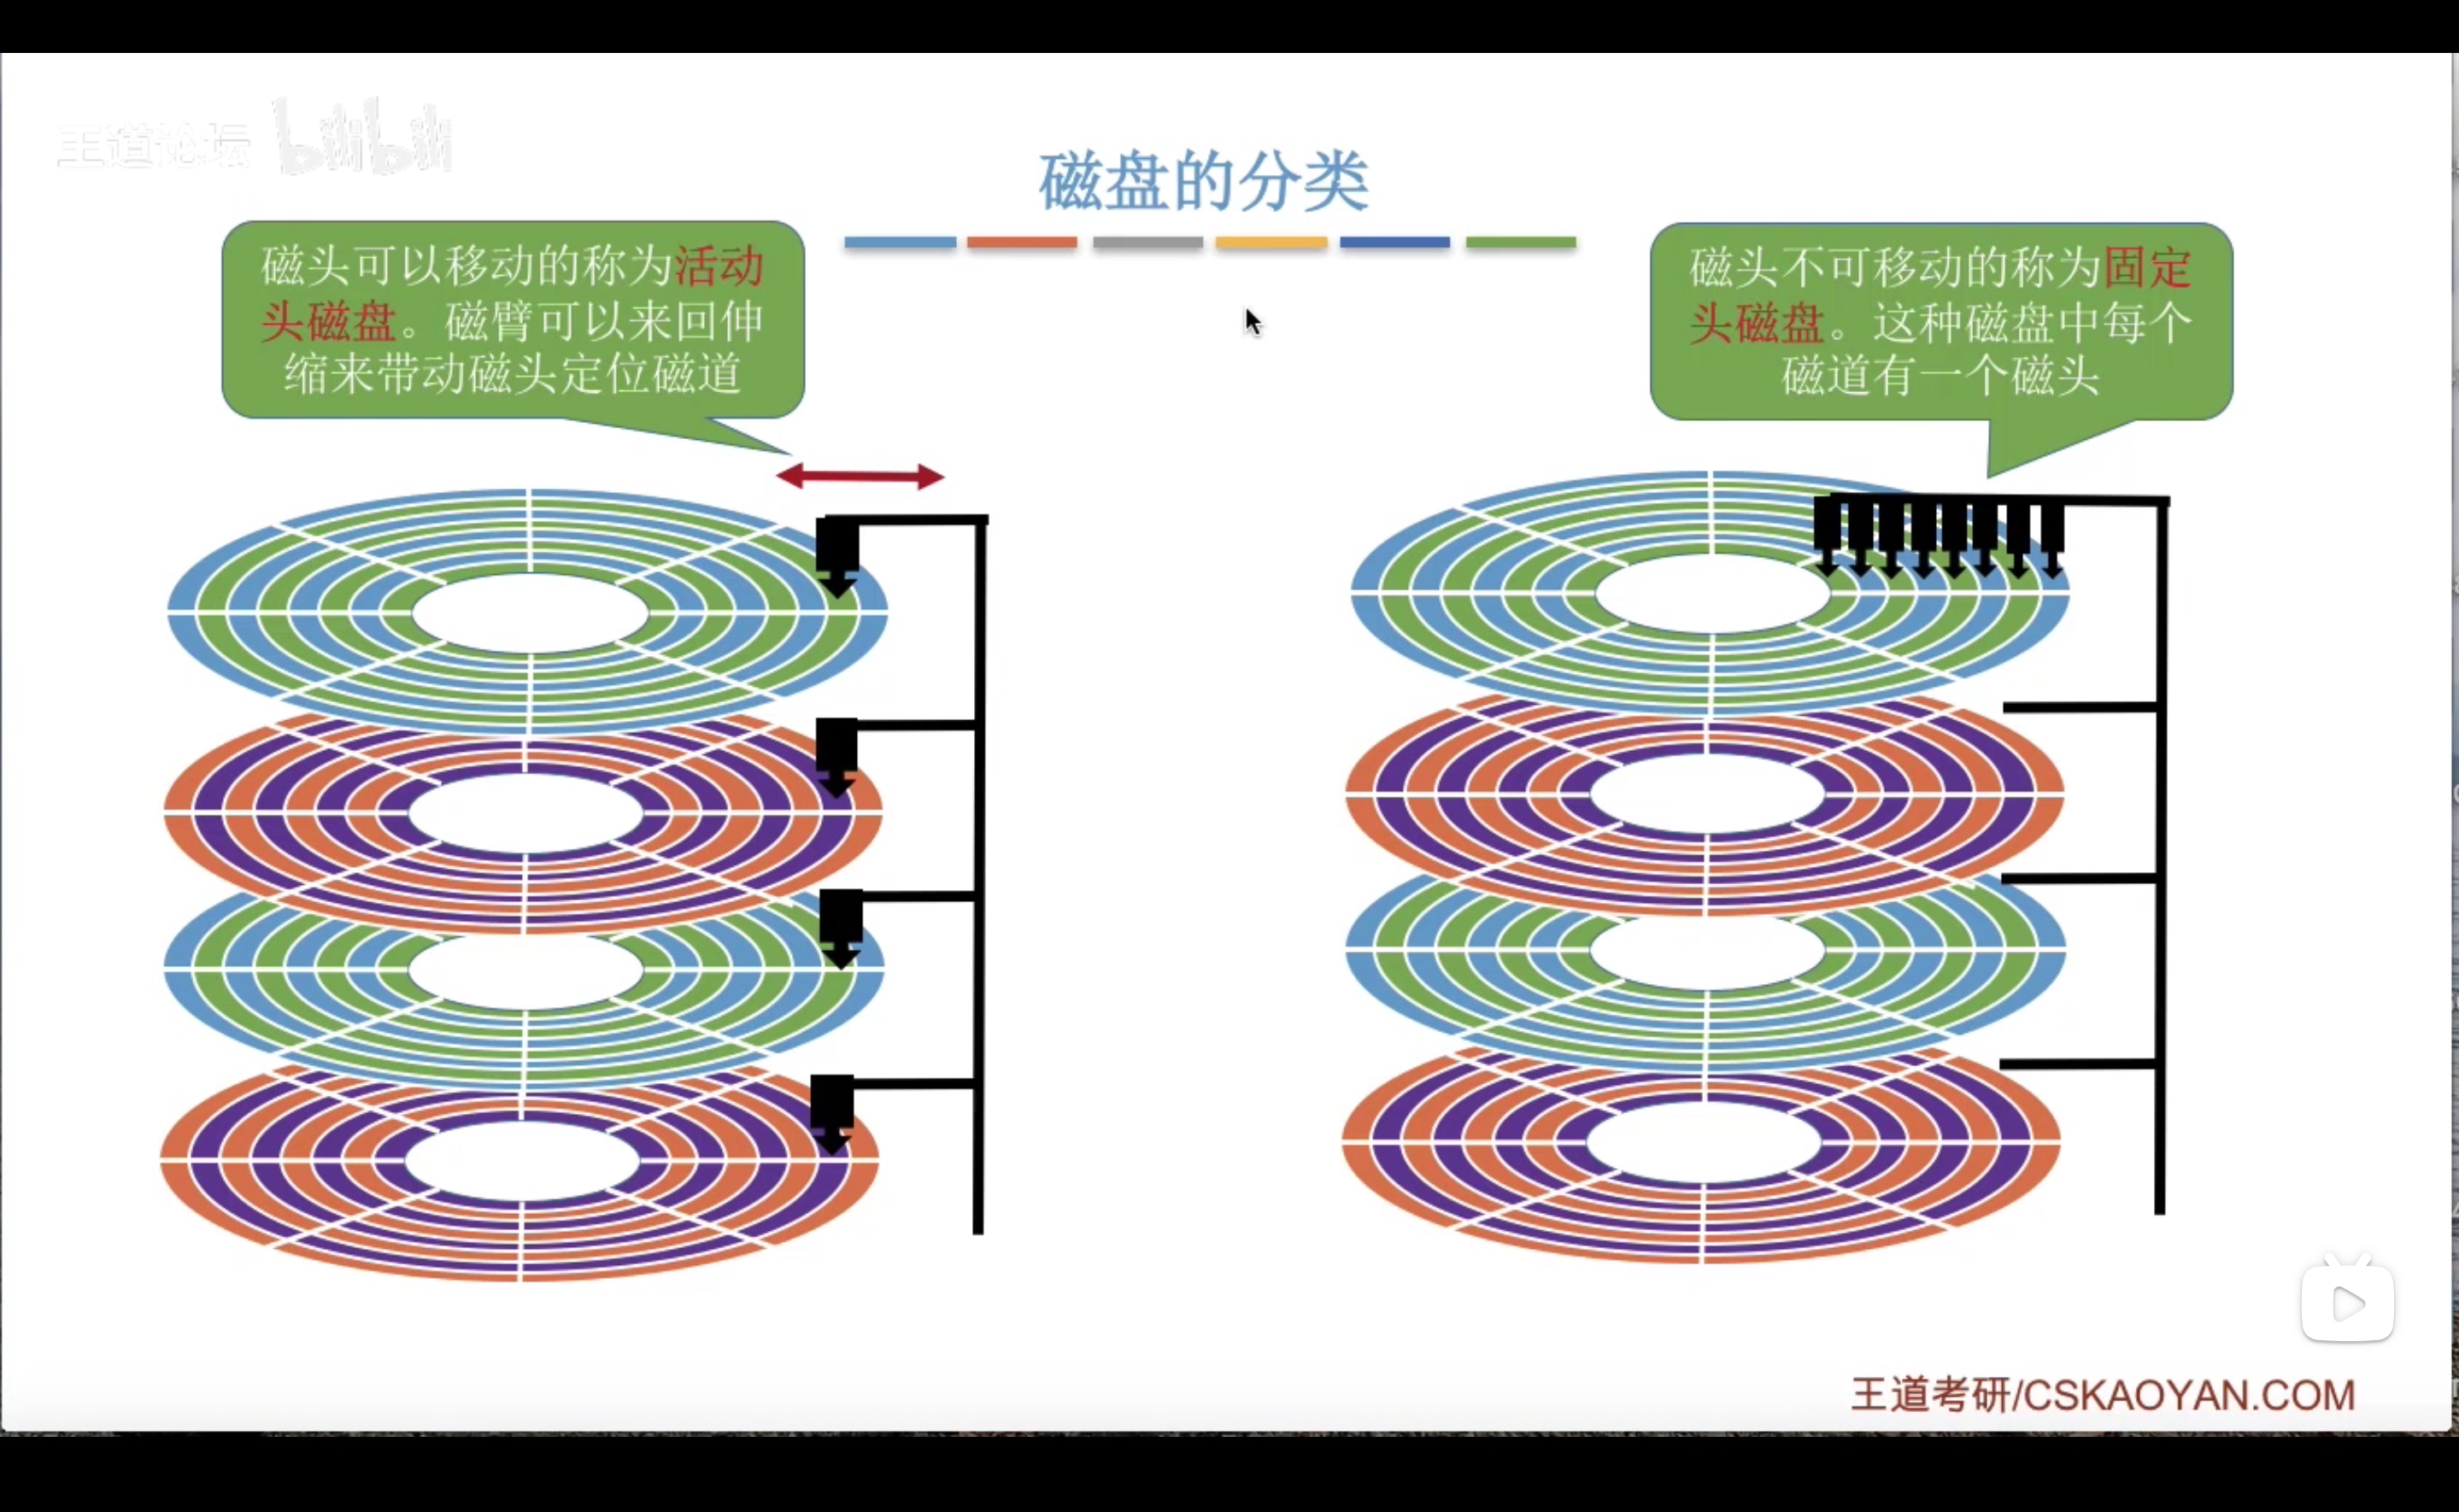 王道论坛 bilibili
磁盘的分类
磁头可以移动的称为活动
头磁盘。磁臂可以来回伸
缩来带动磁头定位磁道
磁头不可移动的称为固定
头磁盘。这种磁盘中每个
磁道有一个磁头
王道考研/CSKAOYAN.COM